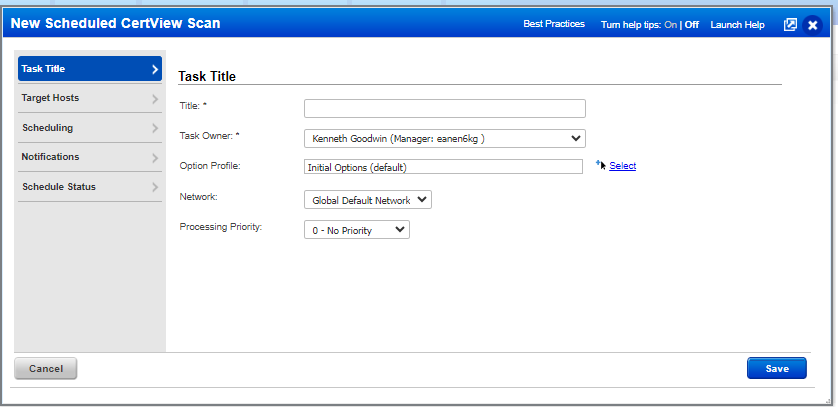 New Scheduled CertView Scan
Best Practices Turn help tips: On | Off Launch Help
Task Title
Target Hosts
Scheduling
Notifications
Schedule Status
Task Title
Title: *
Task Owner: * Kenneth Goodwin (Manager: eanen6kg )
Option Profile: Initial Options (default) Select
Network: Global Default Network
Processing Priority: 0 - No Priority
Cancel Save